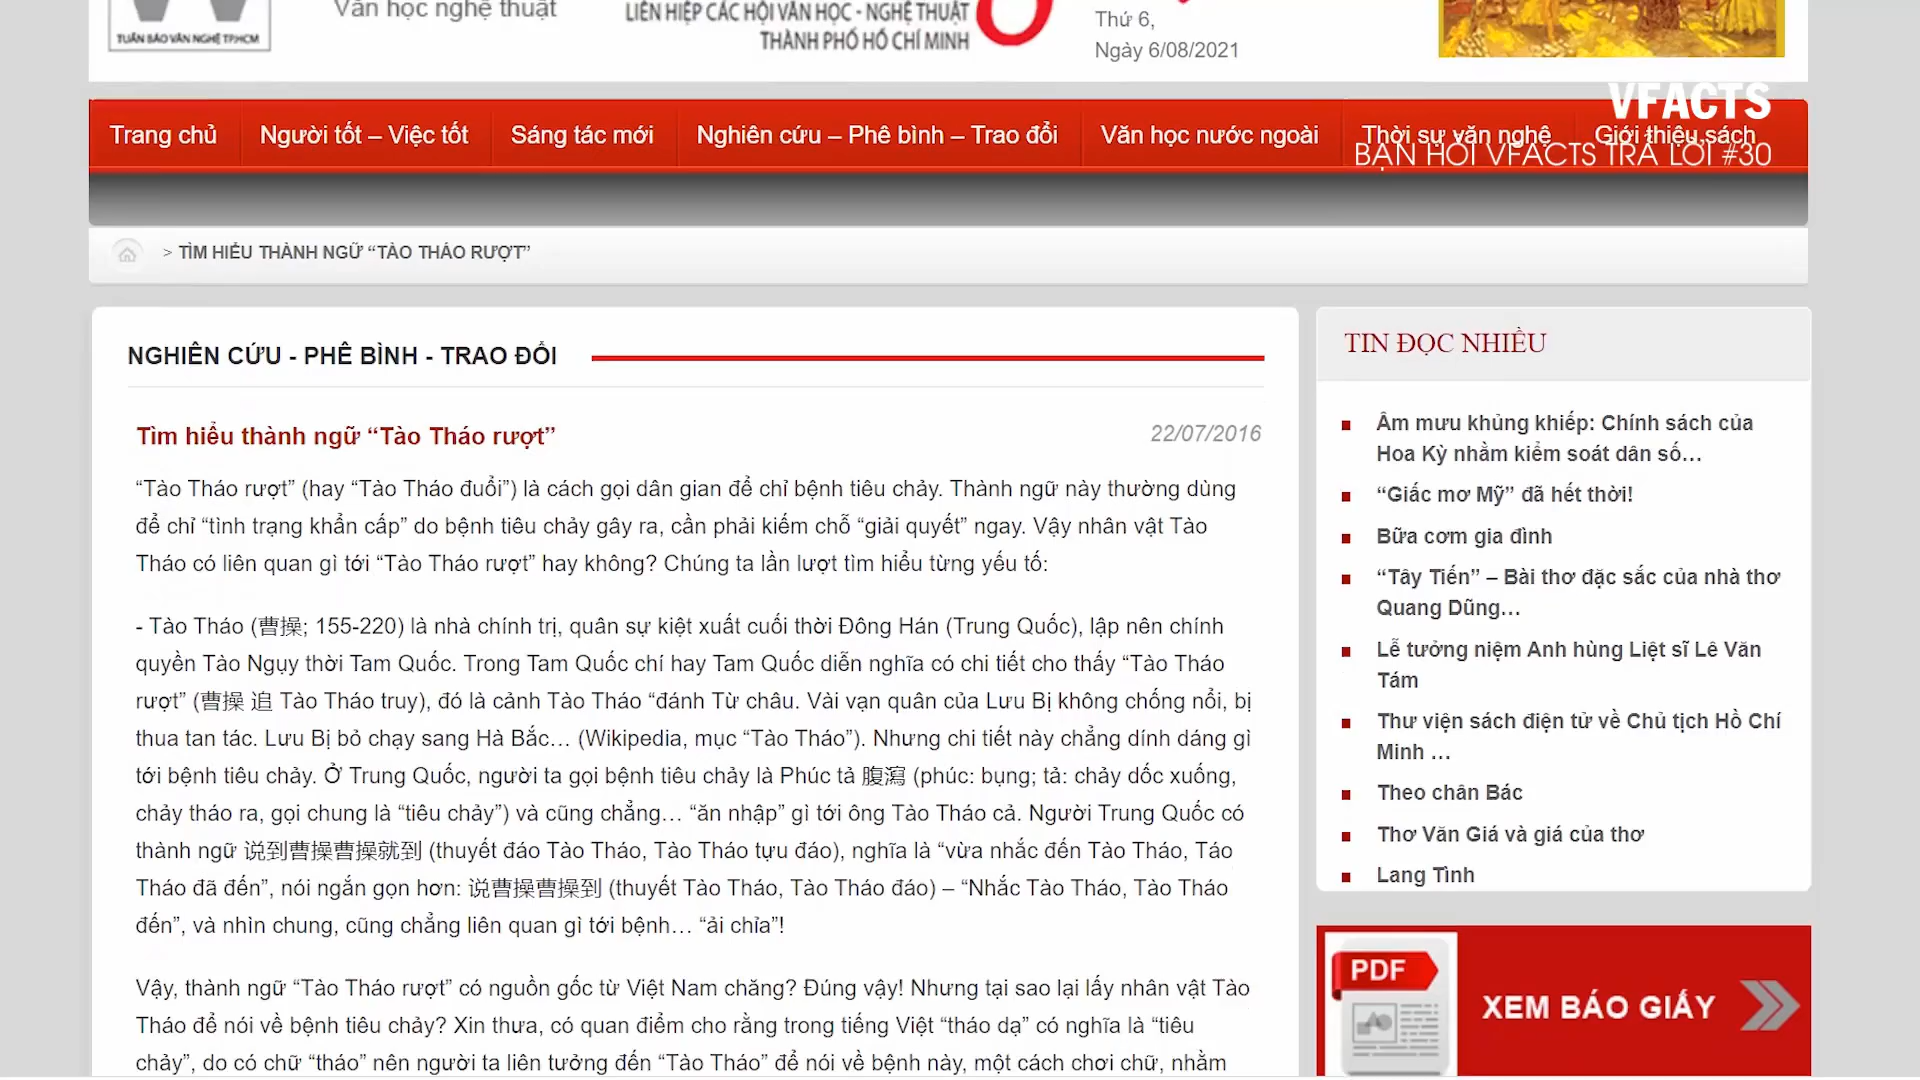 TUẦN BÁO VĂN NGHỆ TP.HCM
Văn học nghệ thuật
LIÊN HIỆP CÁC HỘI VĂN HỌC - NGHỆ THUẬT
THÀNH PHỐ HỒ CHÍ MINH
Thứ 6,
Ngày 6/08/2021
VFACTS
BẠN HỎI VFACTS TRẢ LỜI #30
Trang chủ
Người tốt – Việc tốt
Sáng tác mới
Nghiên cứu – Phê bình – Trao đổi
Văn học nước ngoài
Thời sự văn nghệ
Giới thiệu sách
> TÌM HIỂU THÀNH NGỮ “TÀO THÁO RƯỢT”
NGHIÊN CỨU - PHÊ BÌNH - TRAO ĐỔI
Tìm hiểu thành ngữ “Tào Tháo rượt”
22/07/2016
“Tào Tháo rượt” (hay “Tào Tháo đuổi”) là cách gọi dân gian để chỉ bệnh tiêu chảy. Thành ngữ này thường dùng
để chỉ “tình trạng khẩn cấp” do bệnh tiêu chảy gây ra, cần phải kiếm chỗ “giải quyết” ngay. Vậy nhân vật Tào
Tháo có liên quan gì tới “Tào Tháo rượt” hay không? Chúng ta lần lượt tìm hiểu từng yếu tố:
- Tào Tháo (曹操; 155-220) là nhà chính trị, quân sự kiệt xuất cuối thời Đông Hán (Trung Quốc), lập nên chính
quyền Tào Ngụy thời Tam Quốc. Trong Tam Quốc chí hay Tam Quốc diễn nghĩa có chi tiết cho thấy “Tào Tháo
rượt” (曹操 追 Tào Tháo truy), đó là cảnh Tào Tháo “đánh Từ châu. Vài vạn quân của Lưu Bị không chống nổi, bị
thua tan tác. Lưu Bị bỏ chạy sang Hà Bắc… (Wikipedia, mục “Tào Tháo”). Nhưng chi tiết này chẳng dính dáng gì
tới bệnh tiêu chảy. Ở Trung Quốc, người ta gọi bệnh tiêu chảy là Phúc tả 腹瀉 (phúc: bụng; tả: chảy dốc xuống,
chảy tháo ra, gọi chung là “tiêu chảy”) và cũng chẳng… “ăn nhập” gì tới ông Tào Tháo cả. Người Trung Quốc có
thành ngữ 说到曹操曹操就到 (thuyết đáo Tào Tháo, Tào Tháo tựu đáo), nghĩa là “vừa nhắc đến Tào Tháo, Táo
Tháo đã đến”, nói ngắn gọn hơn: 说曹操曹操到 (thuyết Tào Tháo, Tào Tháo đáo) – “Nhắc Tào Tháo, Tào Tháo
đến”, và nhìn chung, cũng chẳng liên quan gì tới bệnh… “ải chỉa”!
Vậy, thành ngữ “Tào Tháo rượt” có nguồn gốc từ Việt Nam chăng? Đúng vậy! Nhưng tại sao lại lấy nhân vật Tào
Tháo để nói về bệnh tiêu chảy? Xin thưa, có quan điểm cho rằng trong tiếng Việt “tháo dạ” có nghĩa là “tiêu
chảy”, do có chữ “tháo” nên người ta liên tưởng đến “Tào Tháo” để nói về bệnh này, một cách chơi chữ, nhằm
TIN ĐỌC NHIỀU
Âm mưu khủng khiếp: Chính sách của
Hoa Kỳ nhằm kiểm soát dân số…
“Giấc mơ Mỹ” đã hết thời!
Bữa cơm gia đình
“Tây Tiến” – Bài thơ đặc sắc của nhà thơ
Quang Dũng…
Lễ tưởng niệm Anh hùng Liệt sĩ Lê Văn
Tám
Thư viện sách điện tử về Chủ tịch Hồ Chí
Minh …
Theo chân Bác
Thơ Văn Giá và giá của thơ
Lang Tình
PDF
XEM BÁO GIẤY